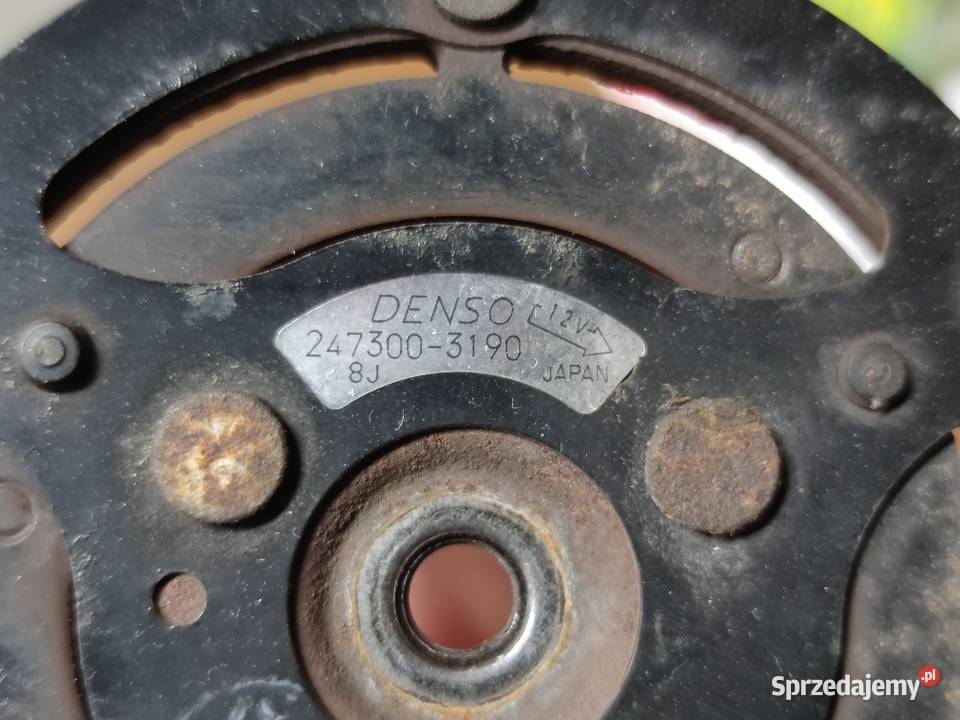 DENSO
12V
247300-3190
8J JAPAN
Sprzedajemy.pl